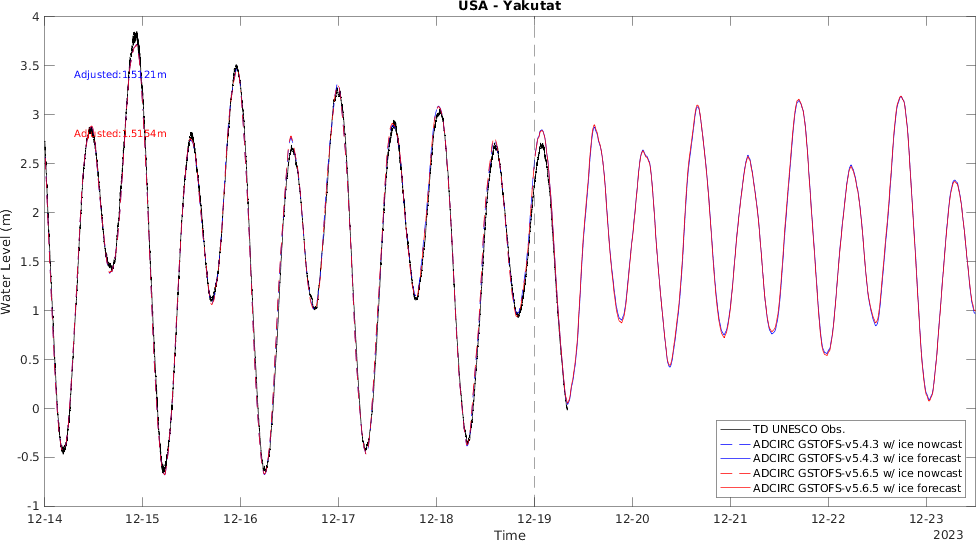 USA - Yakutat
4
3.5
3
2.5
2
1.5
1
0.5
0
-0.5
-1
Water Level (m)
Adjusted:1.5121m
Adjusted:1.5154m
TD UNESCO Obs.
ADCIRC GSTOFS-v5.4.3 w/ ice nowcast
ADCIRC GSTOFS-v5.4.3 w/ ice forecast
ADCIRC GSTOFS-v5.6.5 w/ ice nowcast
ADCIRC GSTOFS-v5.6.5 w/ ice forecast
12-14 12-15 12-16 12-17 12-18 12-19 12-20 12-21 12-22 12-23
Time
2023